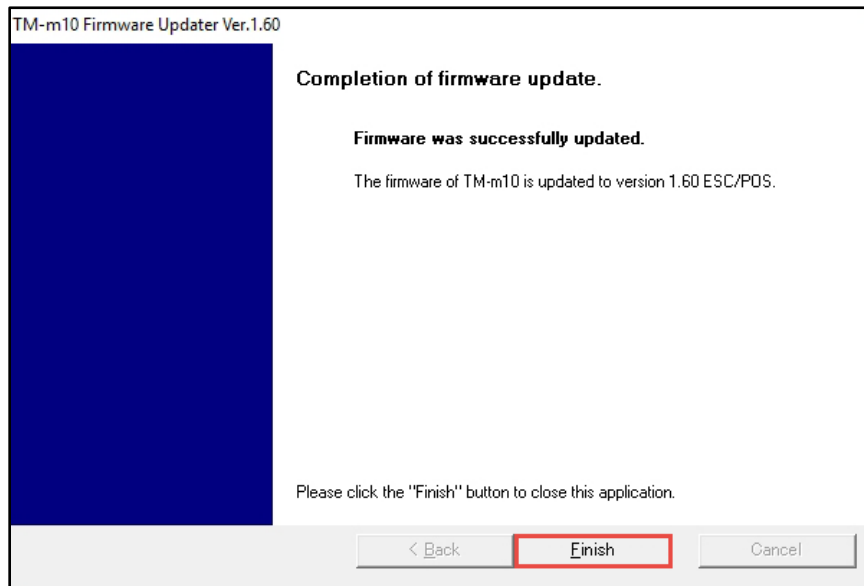 TM-m10 Firmware Updater Ver.1.60
Completion of firmware update.
Firmware was successfully updated.
The firmware of TM-m10 is updated to version 1.60 ESC/POS.
Please click the "Finish" button to close this application.
< Back Finish Cancel